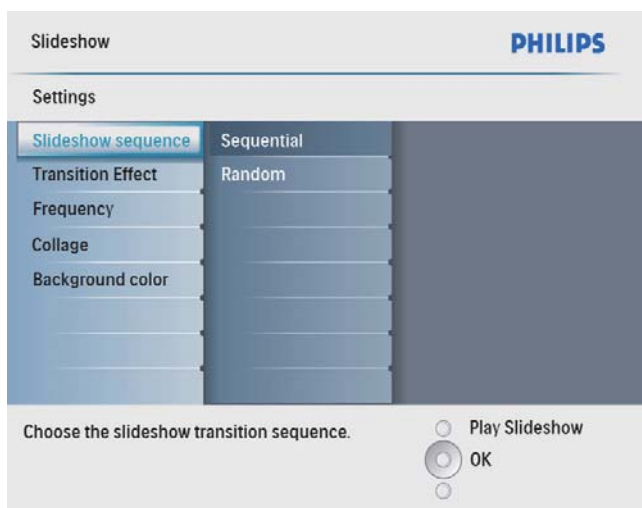 Slideshow
PHILIPS
Settings
Slideshow sequence
Sequential
Transition Effect
Random
Frequency
Collage
Background color
Choose the slideshow transition sequence.
Play Slideshow
OK